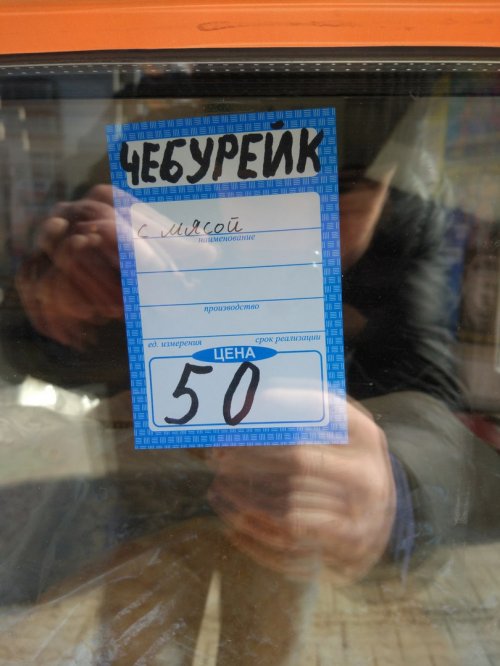 ЧЕБУРЕЙК
с мясой
наименование
производство
ед. измерения срок реализации
ЦЕНА
50